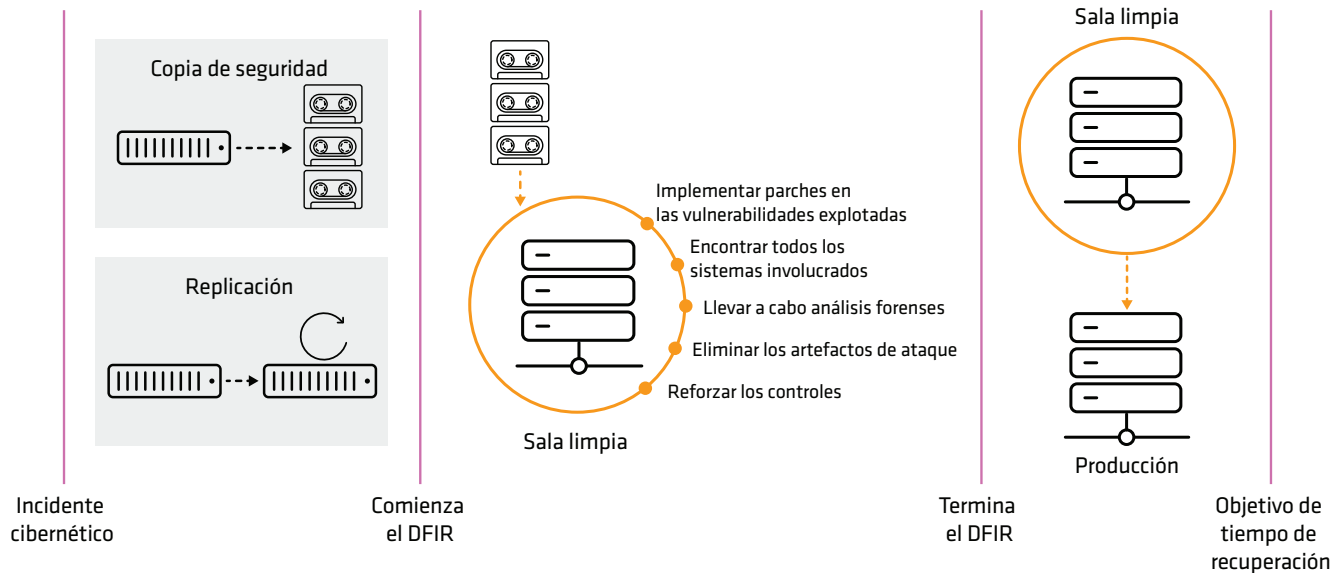 Copia de seguridad
Replicación
Implementar parches en
las vulnerabilidades explotadas
Encontrar todos los
sistemas involucrados
Llevar a cabo análisis forenses
Eliminar los artefactos de ataque
Reforzar los controles
Sala limpia
Sala limpia
Producción
Incidente
cibernético
Comienza
el DFIR
Termina
el DFIR
Objetivo de
tiempo de
recuperación